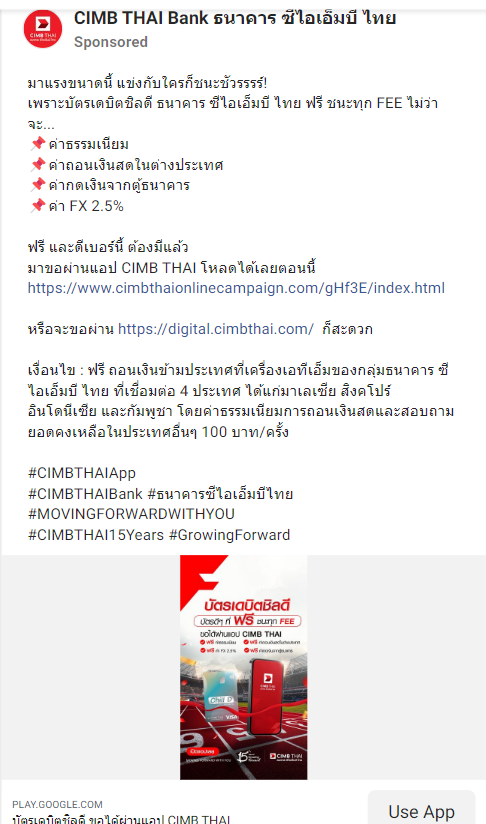 CIMB THAI Bank ธนาคาร ซีไอเอ็มบี ไทย
Sponsored
มาแรงขนาดนี้ แข่งกับใครก็ชนะชัวรรรร์!
เพราะบัตรเดบิตชิลดี ธนาคาร ซีไอเอ็มบี ไทย ฟรี ชนะทุก FEE ไม่ว่า
จะ...
📌ค่าธรรมเนียม
📌ค่าถอนเงินสดในต่างประเทศ
📌ค่ากดเงินจากตู้ธนาคาร
📌ค่า FX 2.5%
ฟรี และดีเบอร์นี้ ต้องมีแล้ว
มาขอผ่านแอป CIMB THAI โหลดได้เลยตอนนี้
https://www.cimbthaionlinecampaign.com/gHf3E/index.html
หรือจะขอผ่าน https://digital.cimbthai.com/ ก็สะดวก
เงื่อนไข : ฟรี ถอนเงินข้ามประเทศที่เครื่องเอทีเอ็มของกลุ่มธนาคาร ซี
ไอเอ็มบี ไทย ที่เชื่อมต่อ 4 ประเทศ ได้แก่มาเลเซีย สิงคโปร์
อินโดนีเซีย และกัมพูชา โดยค่าธรรมเนียมการถอนเงินสดและสอบถาม
ยอดคงเหลือในประเทศอื่นๆ 100 บาท/ครั้ง
#CIMBTHAIApp
#CIMBTHAIBank #ธนาคารซีไอเอ็มบีไทย
#MOVINGFORWARDWITHYOU
#CIMBTHAI15Years #GrowingForward
บัตรเดบิตชิลดี
บัตรดีๆ ที่ ฟรี ชนะทุก FEE
ขอได้ผ่านแอป CIMB THAI
CIMB THAI
Chill D
VISA
CIMB THAI
PLAY.GOOGLE.COM
บัตรเดบิตชิลดี ขอได้ผ่านแอป CIMB THAI
Use App